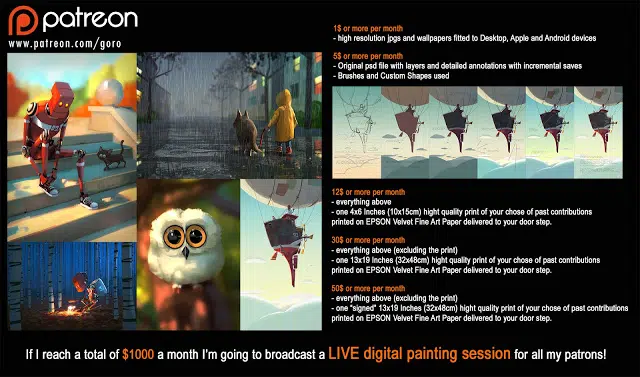 patreon
www.patreon.com/goro
1$ or more per month
- high resolution jpgs and wallpapers fitted to Desktop, Apple and Android devices
5$ or more per month
- Original psd file with layers and detailed annotations with incremental saves
- Brushes and Custom Shapes used
12$ or more per month
- everything above
- one 4x6 Inches (10x15cm) hight quality print of your chose of past contributions
printed on EPSON Velvet Fine Art Paper delivered to your door step.
30$ or more per month
- everything above (excluding the print)
- one 13x19 Inches (32x48cm) hight quality print of your chose of past contributions
printed on EPSON Velvet Fine Art Paper delivered to your door step.
50$ or more per month
- everything above (excluding the print)
- one "signed" 13x19 Inches (32x48cm) hight quality print of your chose of past contributions
printed on EPSON Velvet Fine Art Paper delivered to your door step.
If I reach a total of $1000 a month I'm going to broadcast a LIVE digital painting session for all my patrons!